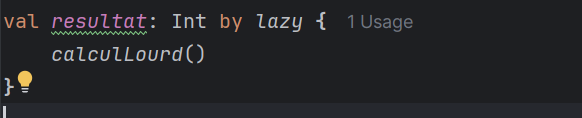 val resultat: Int by lazy { 1 Usage
    calculLourd()
}